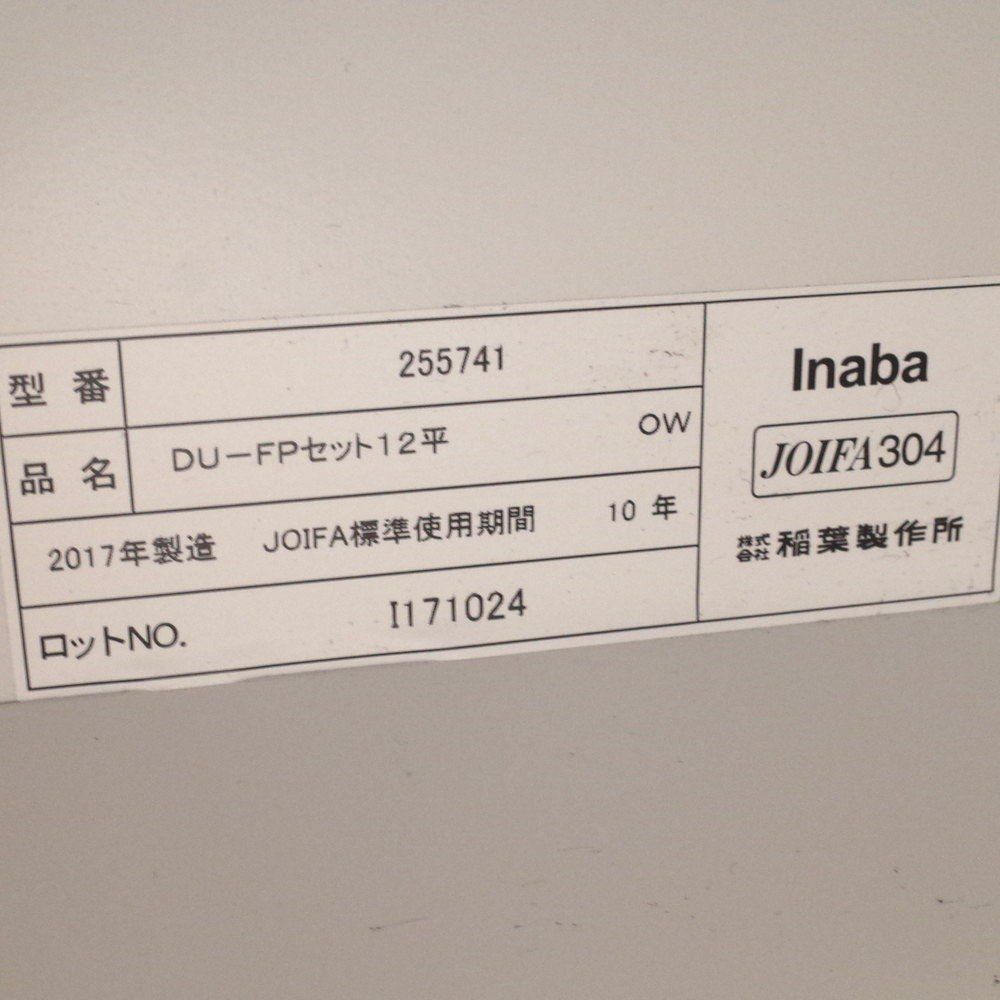 型番 255741
品名 DU-FPセット12平 OW
2017年製造 JOIFA標準使用期間 10年
ロットNO. I171024
Inaba
JOIFA304
株式会社 稲葉製作所